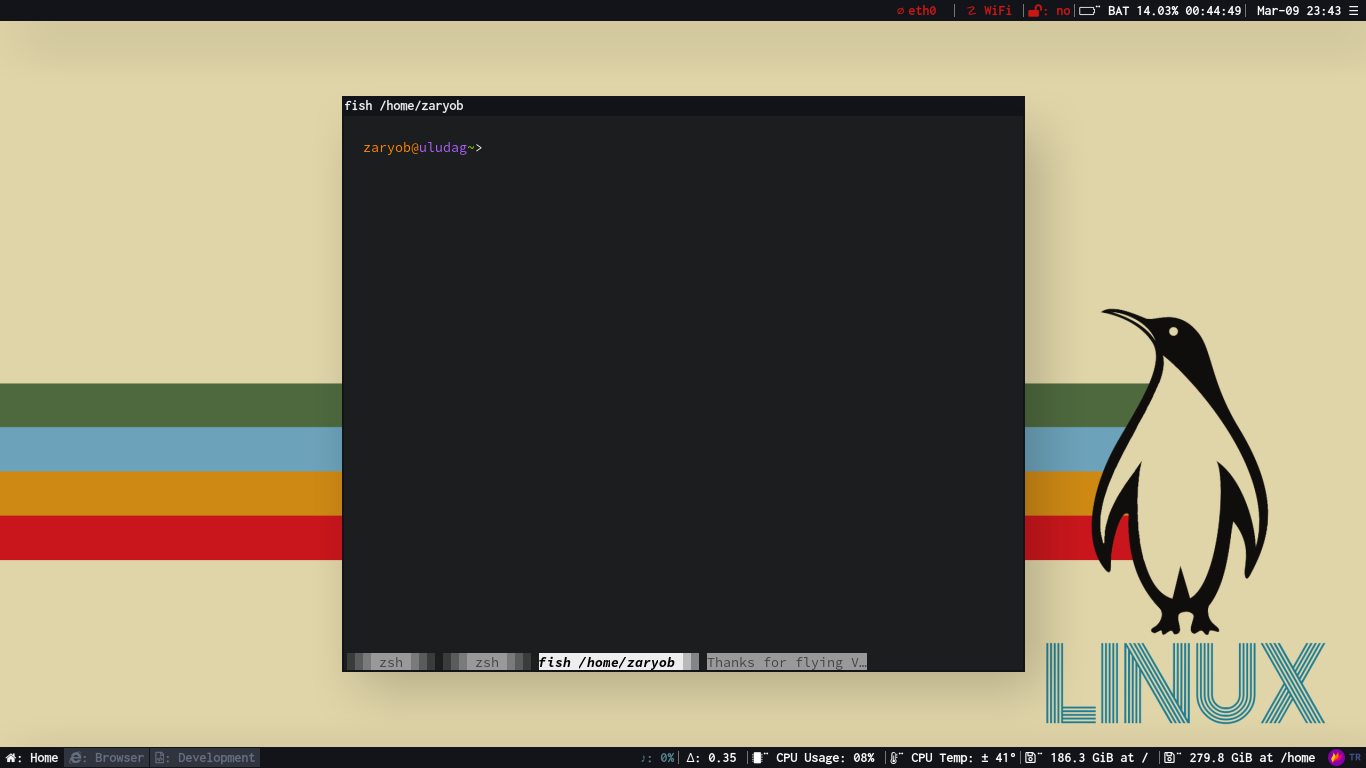 eth0 | WiFi | : no | BAT 14.03% 00:44:49 | Mar-09 23:43
fish /home/zaryob
zaryob@uludag~>
zsh zsh fish /home/zaryob Thanks for flying V…
LINUX
: Home : Browser : Development ♪: 0% | Δ: 0.35 | CPU Usage: 08% | CPU Temp: ± 41° | 186.3 GiB at / | 279.8 GiB at /home TR